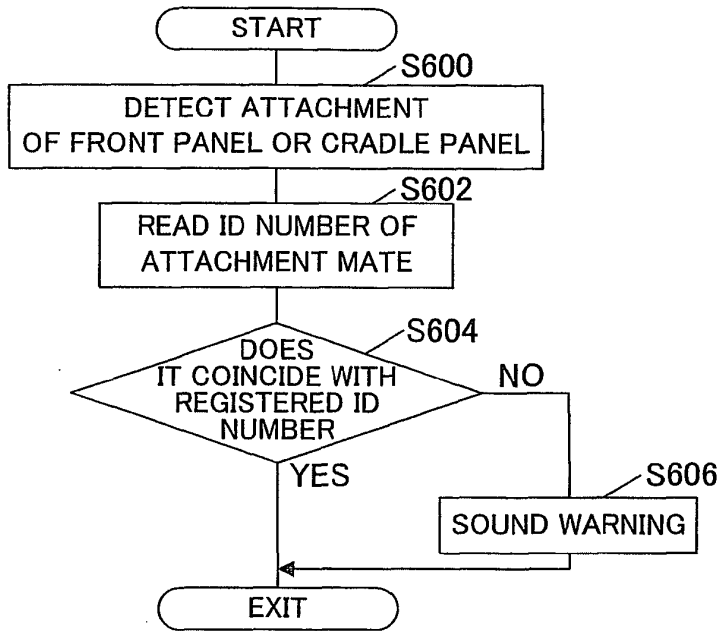 START
S600
DETECT ATTACHMENT
OF FRONT PANEL OR CRADLE PANEL
S602
READ ID NUMBER OF
ATTACHMENT MATE
S604
DOES
IT COINCIDE WITH
REGISTERED ID
NUMBER
NO
YES
S606
SOUND WARNING
EXIT